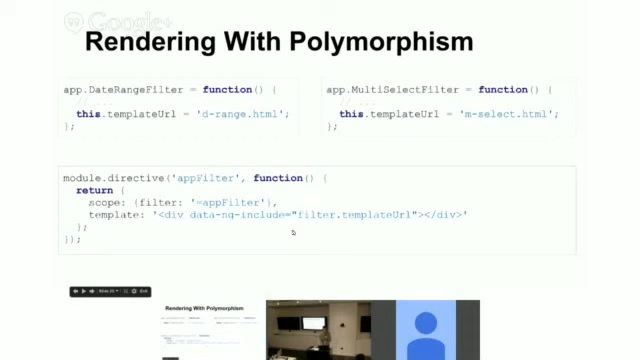 Google+
Rendering With Polymorphism
app.DateRangeFilter = function() {
// ...
this.templateUrl = 'd-range.html';
};
app.MultiSelectFilter = function() {
// ...
this.templateUrl = 'm-select.html';
};
module.directive('appFilter', function() {
return {
scope: {filter: '=appFilter'},
template: '<div data-ng-include="filter.templateUrl"></div>'
};
});
Rendering With Polymorphism